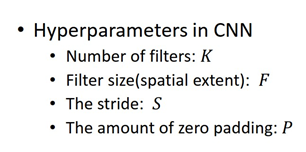 • Hyperparameters in CNN
• Number of filters: K
• Filter size(spatial extent): F
• The stride: S
• The amount of zero padding: P